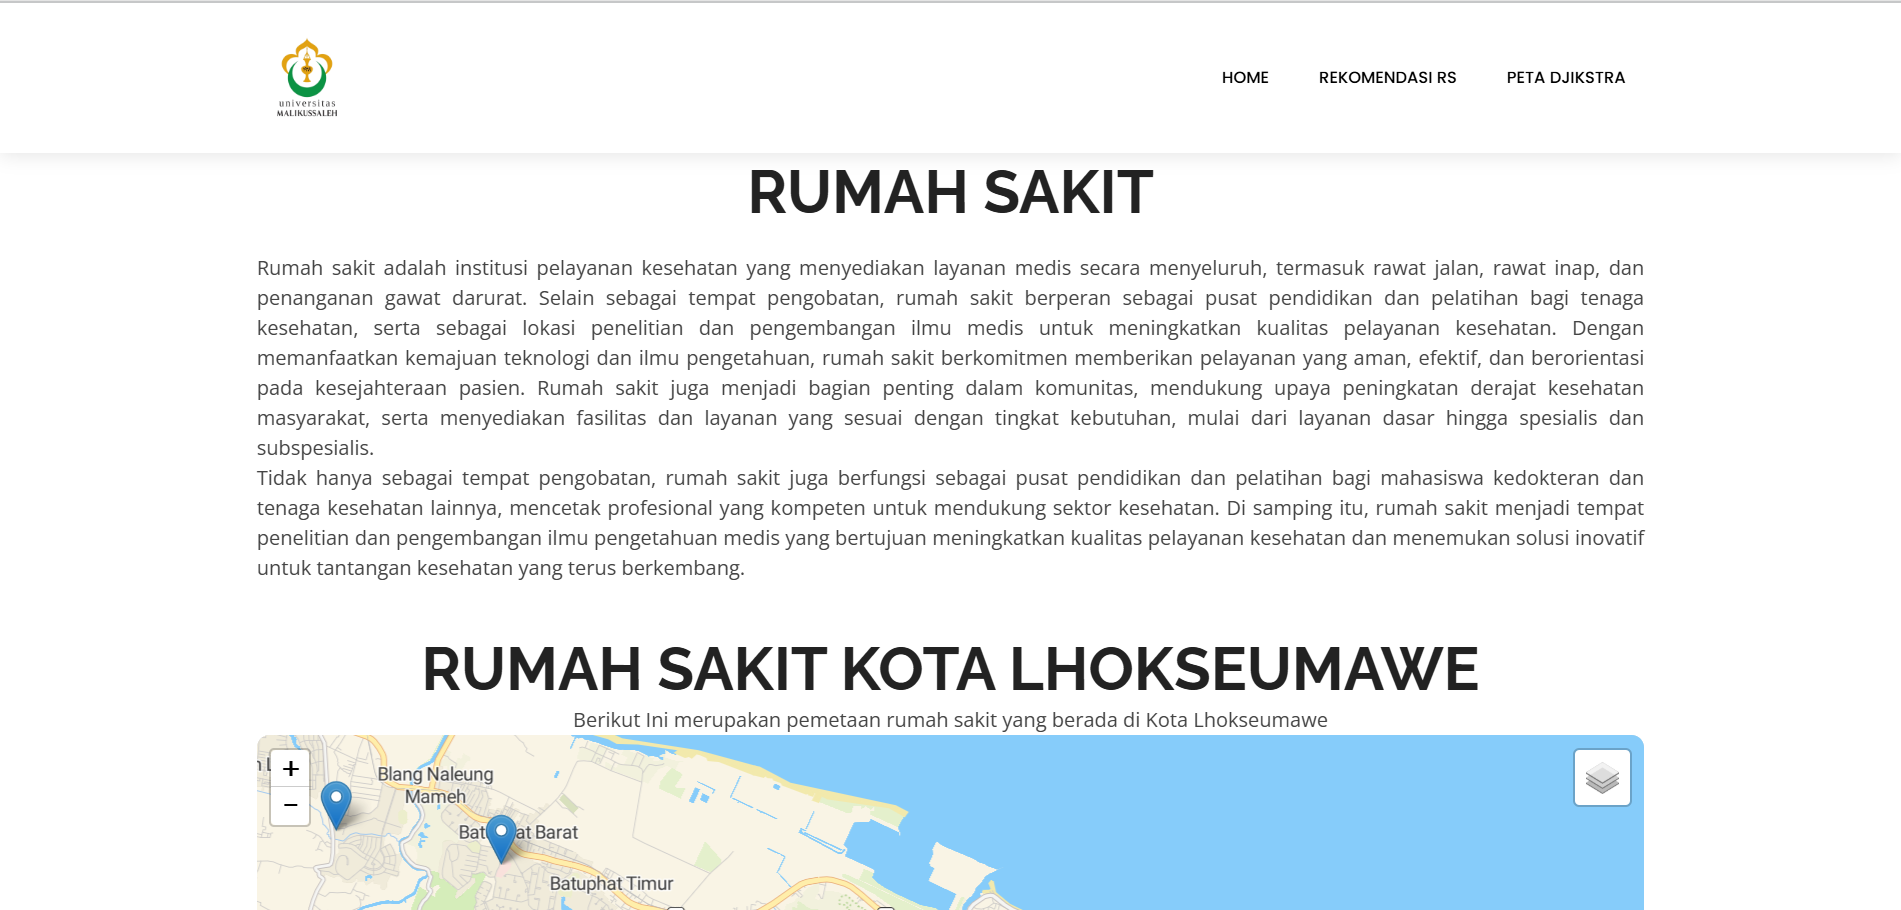 universitas
MALIKUSSALEH
HOME
REKOMENDASI RS
PETA DJIKSTRA
RUMAH SAKIT
Rumah sakit adalah institusi pelayanan kesehatan yang menyediakan layanan medis secara menyeluruh, termasuk rawat jalan, rawat inap, dan
penanganan gawat darurat. Selain sebagai tempat pengobatan, rumah sakit berperan sebagai pusat pendidikan dan pelatihan bagi tenaga
kesehatan, serta sebagai lokasi penelitian dan pengembangan ilmu medis untuk meningkatkan kualitas pelayanan kesehatan. Dengan
memanfaatkan kemajuan teknologi dan ilmu pengetahuan, rumah sakit berkomitmen memberikan pelayanan yang aman, efektif, dan berorientasi
pada kesejahteraan pasien. Rumah sakit juga menjadi bagian penting dalam komunitas, mendukung upaya peningkatan derajat kesehatan
masyarakat, serta menyediakan fasilitas dan layanan yang sesuai dengan tingkat kebutuhan, mulai dari layanan dasar hingga spesialis dan
subspesialis.
Tidak hanya sebagai tempat pengobatan, rumah sakit juga berfungsi sebagai pusat pendidikan dan pelatihan bagi mahasiswa kedokteran dan
tenaga kesehatan lainnya, mencetak profesional yang kompeten untuk mendukung sektor kesehatan. Di samping itu, rumah sakit menjadi tempat
penelitian dan pengembangan ilmu pengetahuan medis yang bertujuan meningkatkan kualitas pelayanan kesehatan dan menemukan solusi inovatif
untuk tantangan kesehatan yang terus berkembang.
RUMAH SAKIT KOTA LHOKSEUMAWE
Berikut Ini merupakan pemetaan rumah sakit yang berada di Kota Lhokseumawe
+
−
Blang Naleung
Mameh
Barat
Batuphat Timur